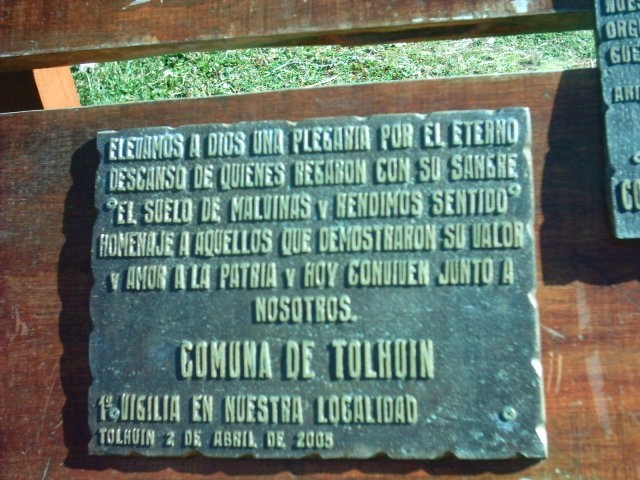 ELEVAMOS A DIOS UNA PLEGARIA POR EL ETERNO
DESCANSO DE QUIENES REGARON CON SU SANGRE
"EL SUELO DE MALVINAS Y RENDIMOS SENTIDO"
HOMENAJE A AQUELLOS QUE DEMOSTRARON SU VALOR
Y AMOR A LA PATRIA Y HOY CONVIVEN JUNTO A
NOSOTROS.
COMUNA DE TOLHUIN
1ª VIGILIA EN NUESTRA LOCALIDAD
TOLHUIN 2 DE ABRIL DE 2005